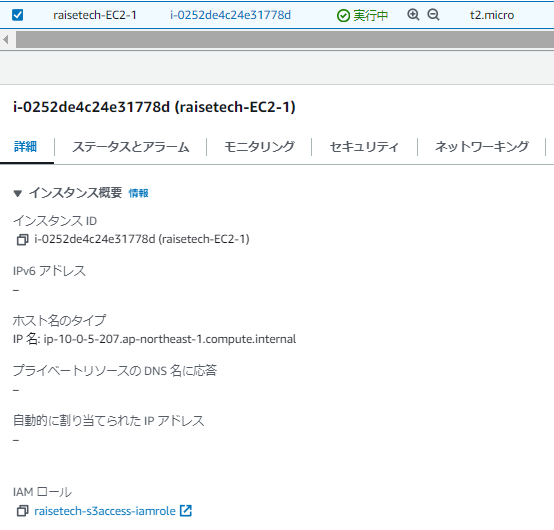 raisetech-EC2-1 i-0252de4c24e31778d 実行中 t2.micro
i-0252de4c24e31778d (raisetech-EC2-1)
詳細 ステータスとアラーム モニタリング セキュリティ ネットワーキング
▼ インスタンス概要 情報
インスタンス ID
i-0252de4c24e31778d (raisetech-EC2-1)
IPv6 アドレス
–
ホスト名のタイプ
IP 名: ip-10-0-5-207.ap-northeast-1.compute.internal
プライベートリソースの DNS 名に応答
–
自動的に割り当てられた IP アドレス
–
IAM ロール
raisetech-s3access-iamrole